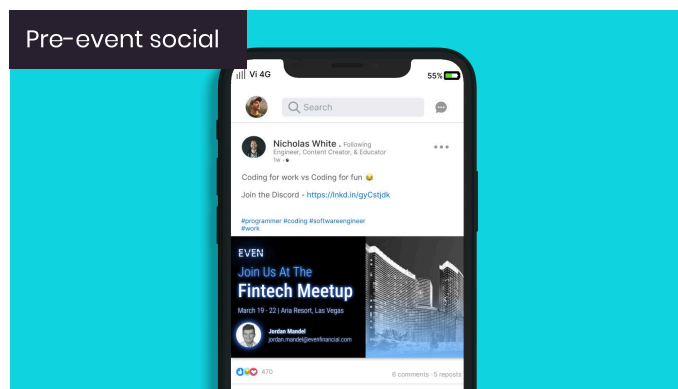 Pre-event social
Vi 4G
55%
Search
Nicholas White . Following
Engineer, Content Creator, & Educator
1w .
Coding for work vs Coding for fun 😂
Join the Discord - https://lnkd.in/gyCstjdk
#programmer #coding #softwareengineer
#work
EVEN
Join Us At The
Fintech Meetup
March 19 - 22 | Aria Resort, Las Vegas
Jordan Mandel
jordan.mandel@evenfinancial.com
470
6 comments · 5 reposts